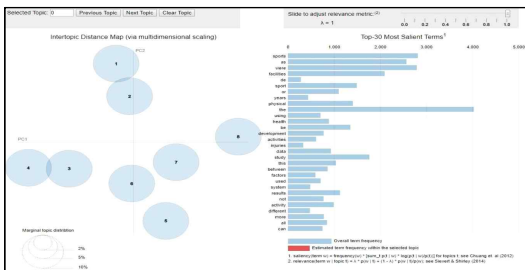 Selected Topic: 0 Previous Topic Next Topic Clear Topic
Slide to adjust relevance metric:(2)
λ = 1
0.0 0.2 0.4 0.6 0.8 1.0
Intertopic Distance Map (via multidimensional scaling)
PC2
PC1
1
2
8
7
4
3
9
Marginal topic distribution
2%
5%
10%
Top-30 Most Salient Terms
0 1,000 2,000 3,000 4,000 5,000
sports
as
were
facilities
de
sport
or
years
physical
the
using
health
be
development
activities
injuries
data
study
this
between
factors
used
system
results
not
activity
different
more
all
can
Overall term frequency
Estimated term frequency within the selected topic